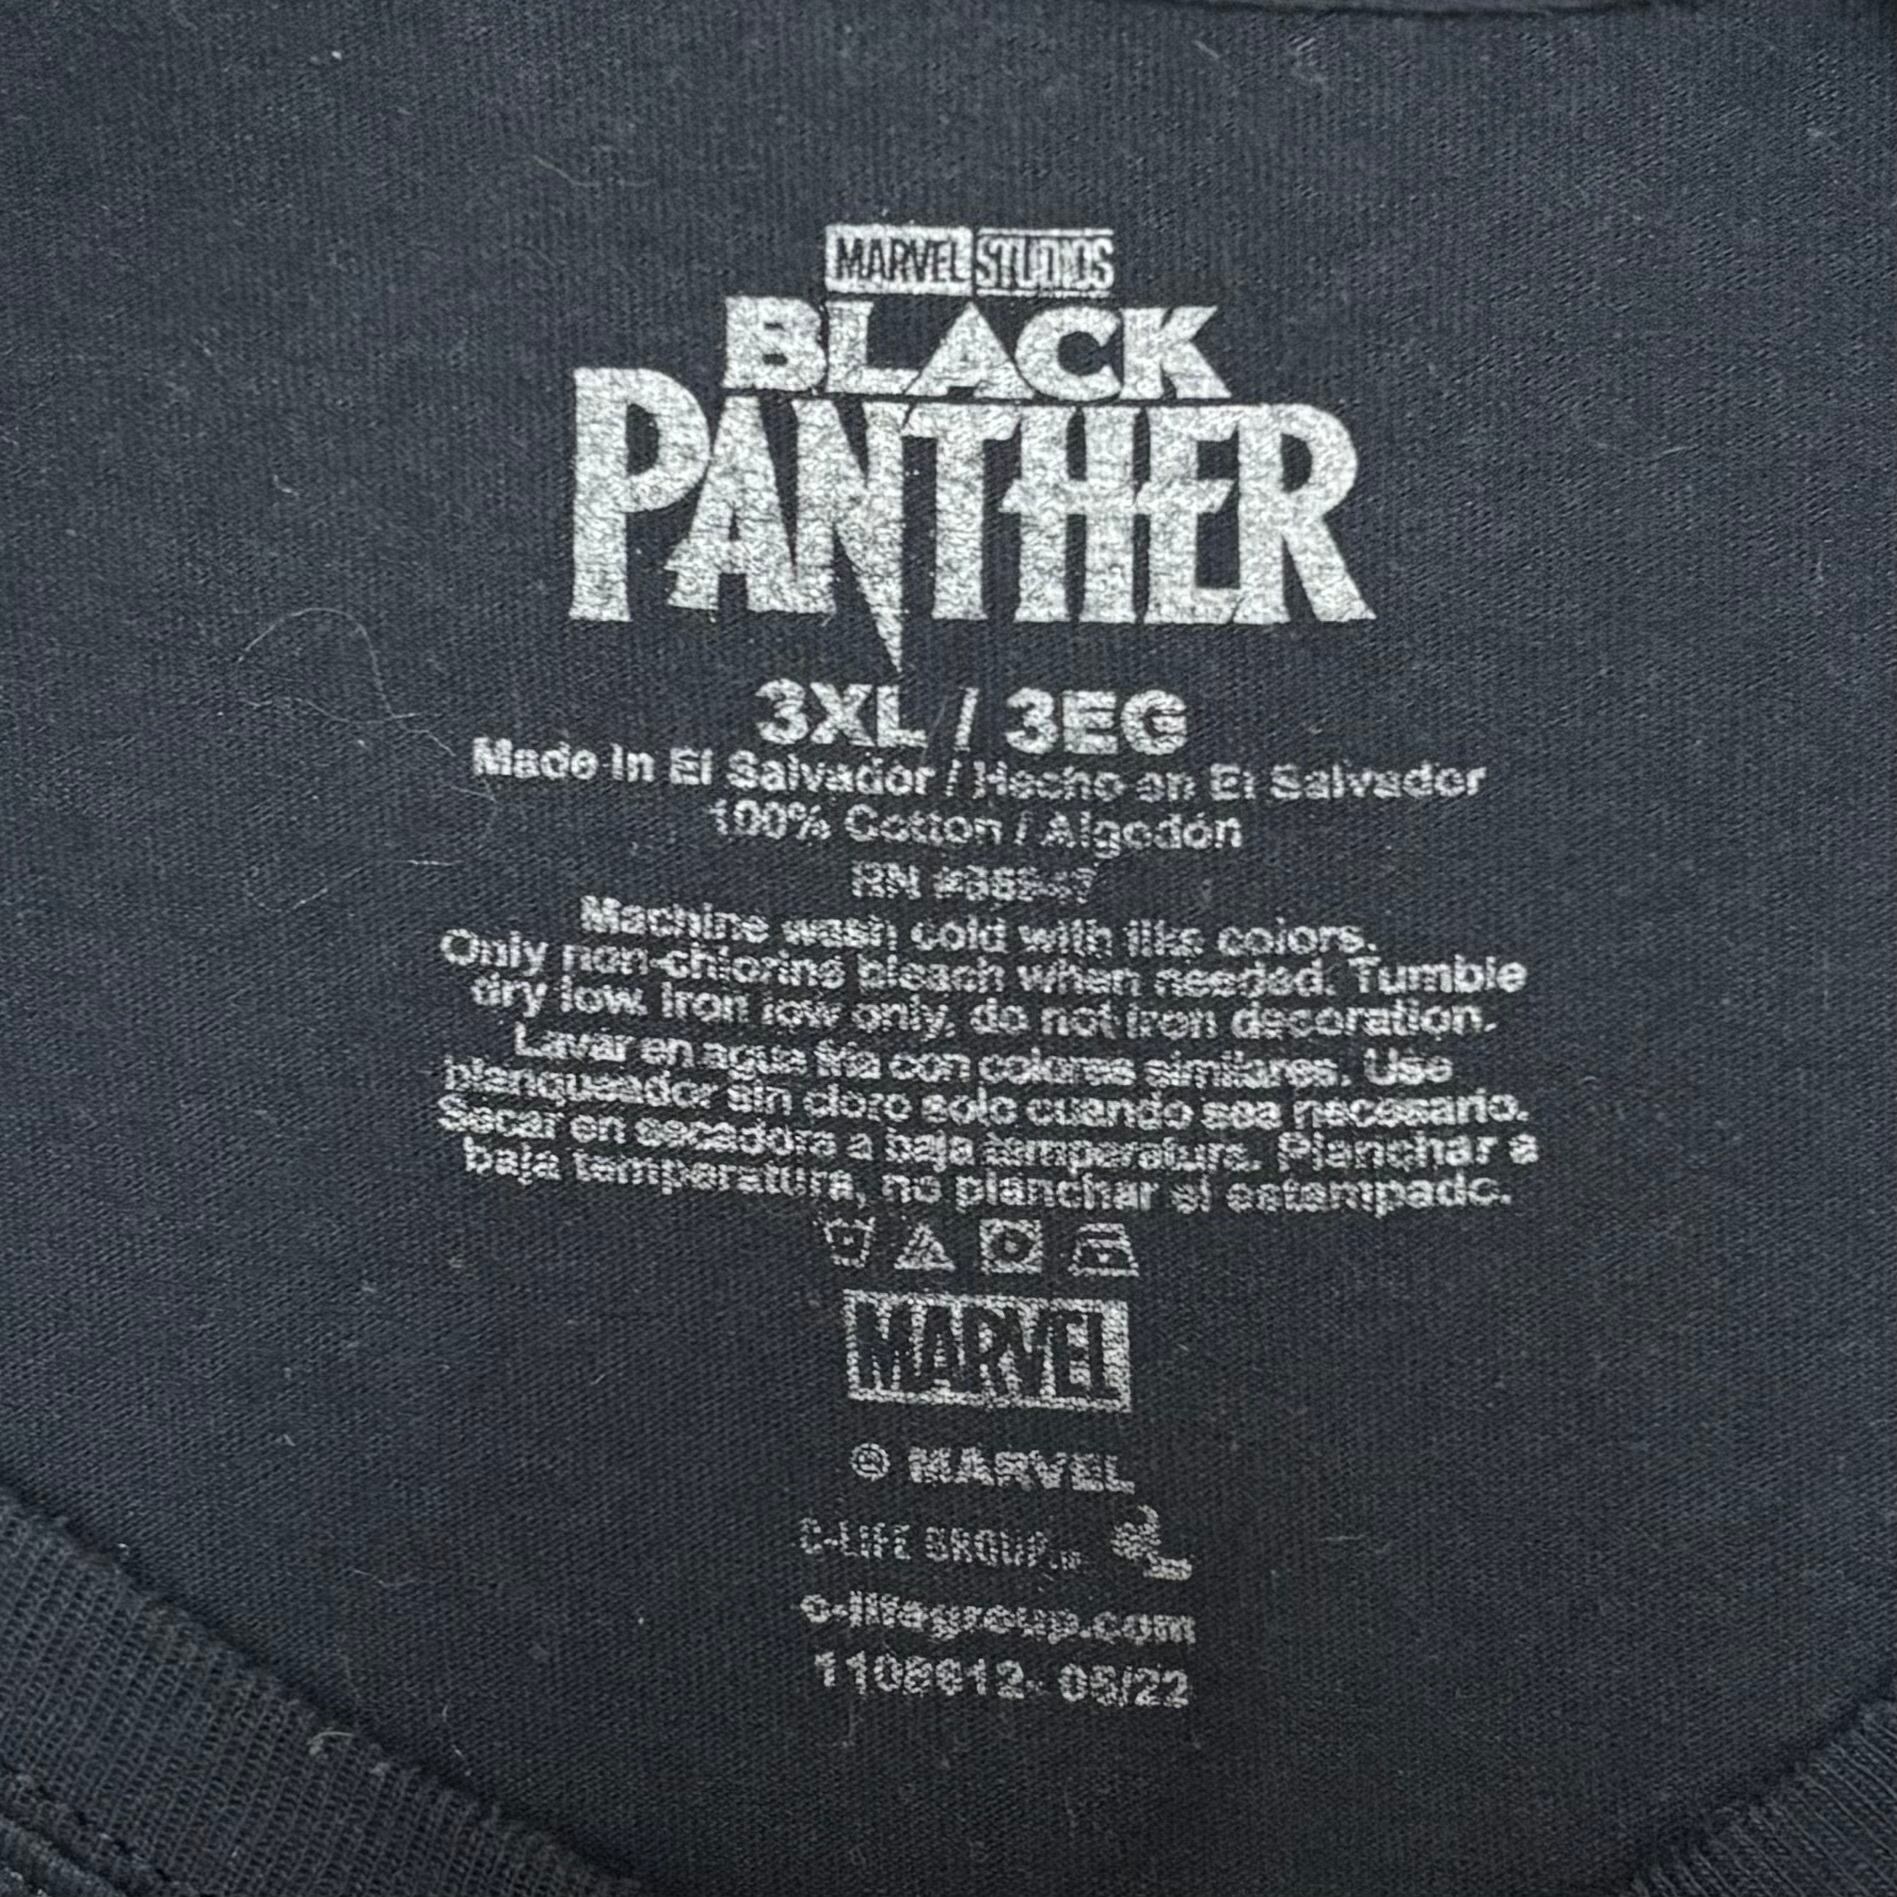 MARVEL STUDIOS
BLACK
PANTHER
3XL / 3EG
Made in El Salvador / Hecho en El Salvador
100% Cotton / Algodón
RN
Machine wash cold with like colors.
Only non-chlorine bleach when needed. Tumble
dry low. Iron low only, do not iron decoration.
Lavar en agua fría con colores similares. Use
blanqueador sin cloro solo cuando sea necesario.
Secar en secadora a baja temperatura. Planchar a
baja temperatura, no planchar el estampado.
MARVEL
© MARVEL
C-LIFE GROUP
c-lifegroup.com
05/22